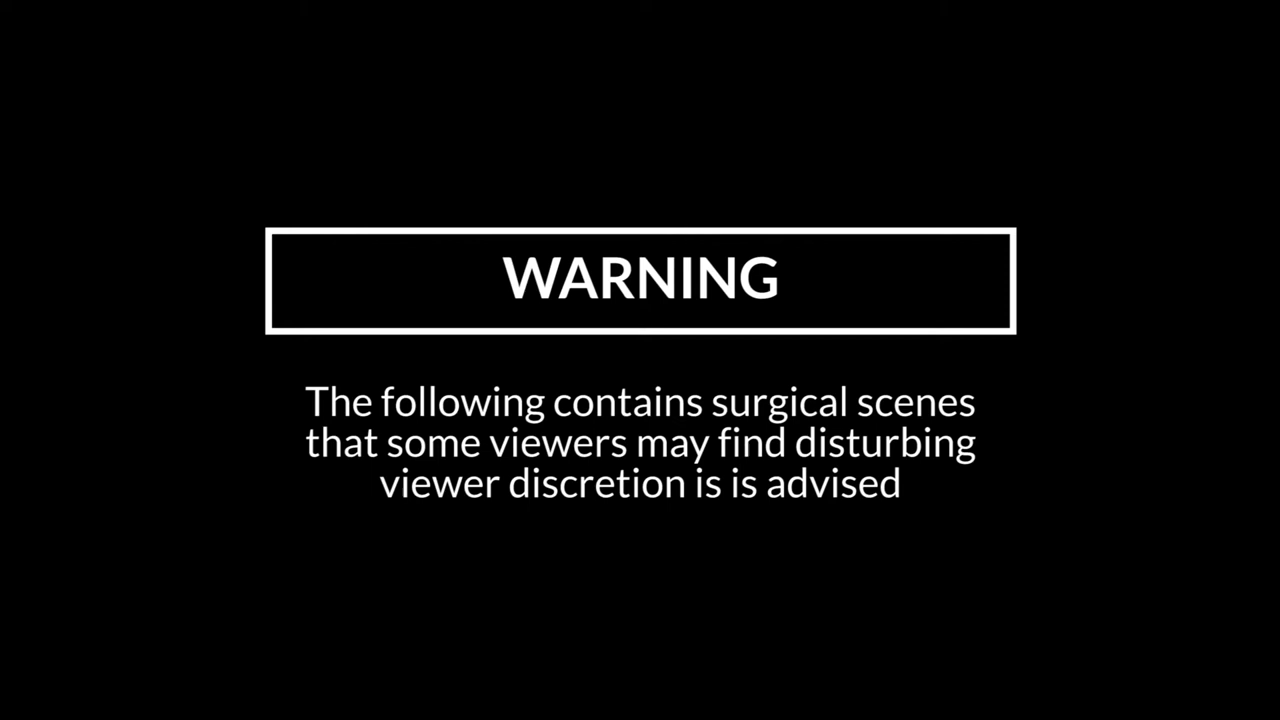 WARNING
The following contains surgical scenes
that some viewers may find disturbing
viewer discretion is is advised